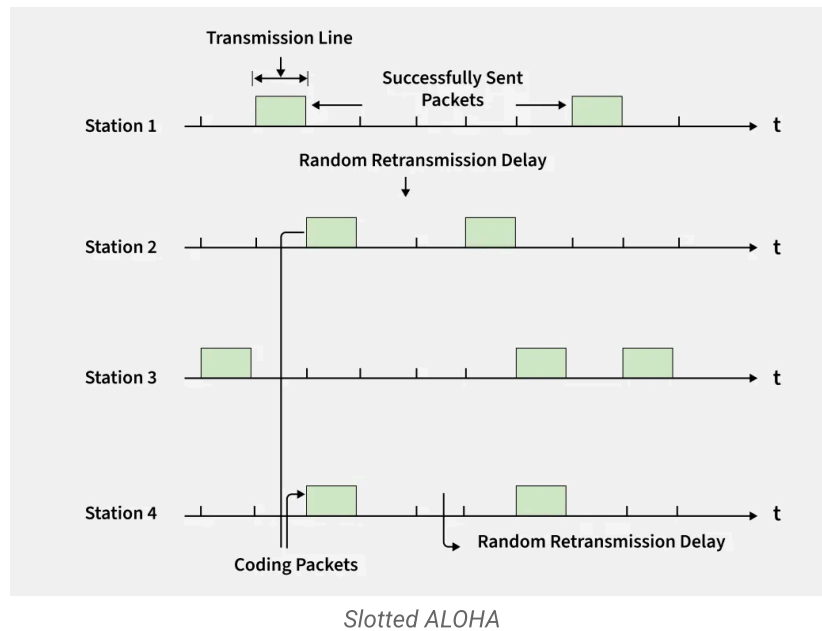 Transmission Line
Successfully Sent
Packets
Station 1
t
Random Retransmission Delay
Station 2
t
Station 3
t
Station 4
t
Random Retransmission Delay
Coding Packets
Slotted ALOHA